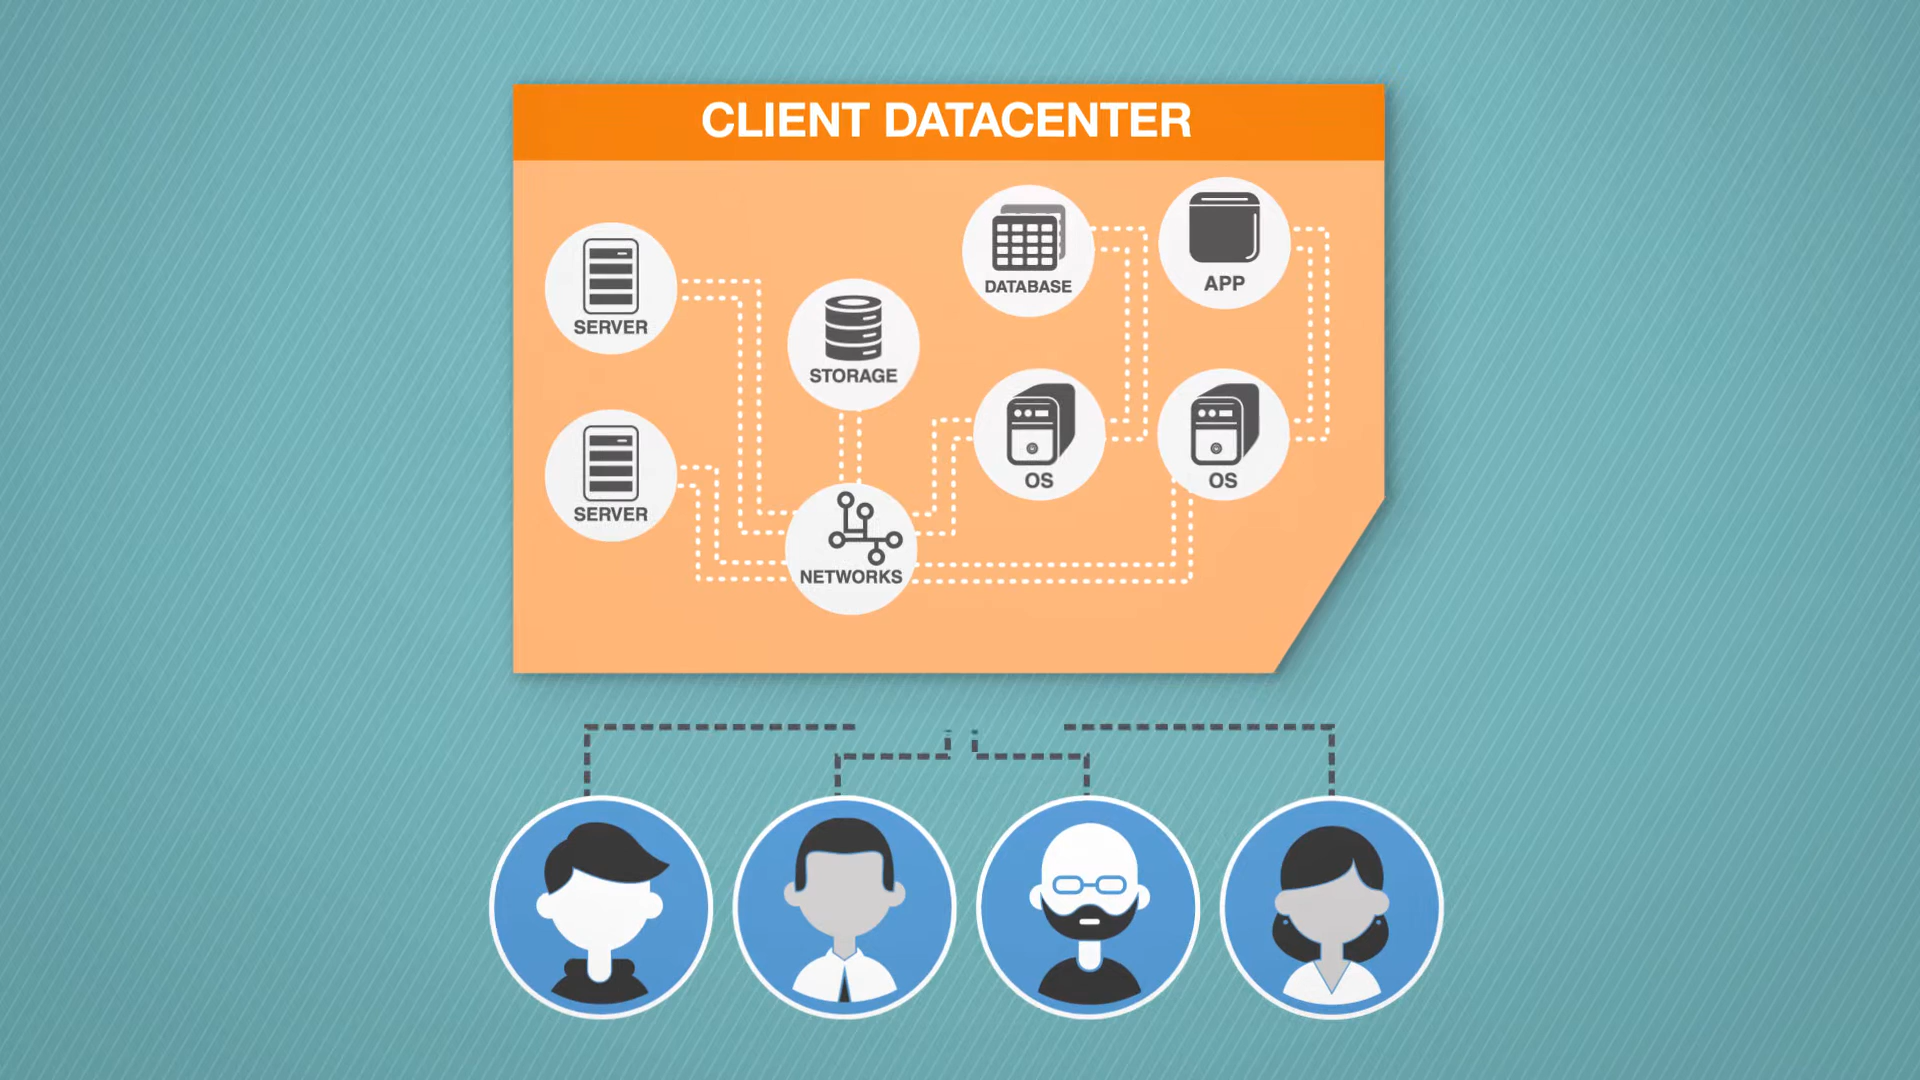 CLIENT DATACENTER
SERVER
STORAGE
DATABASE
APP
SERVER
NETWORKS
OS
OS